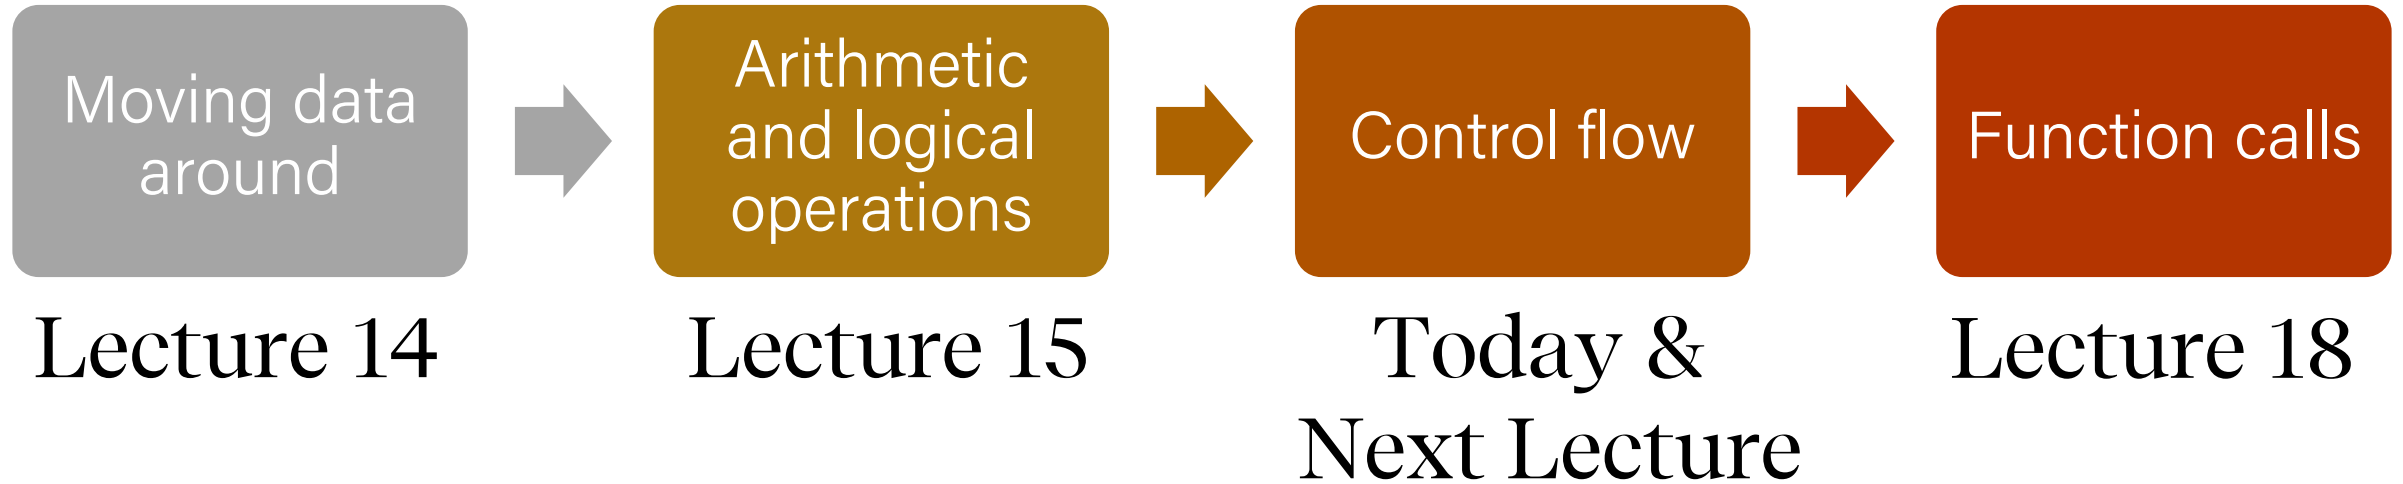 Moving data
around
Arithmetic
and logical
operations
Control flow
Function calls
Lecture 14
Lecture 15
Today &
Next Lecture
Lecture 18